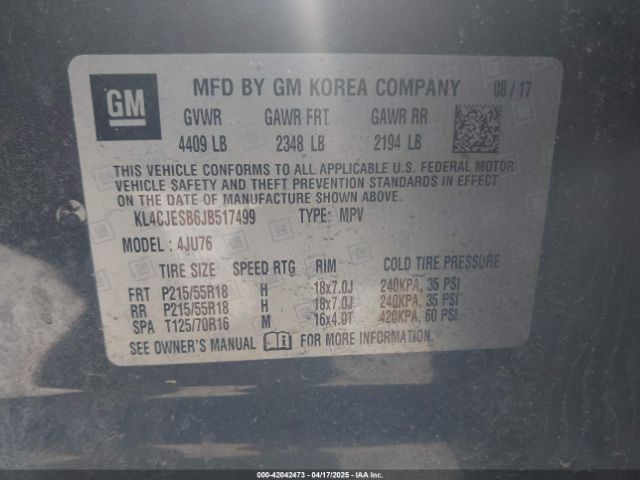 GM
MFD BY GM KOREA COMPANY 08 / 17
GVWR GAWR FRT GAWR RR
4409 LB 2348 LB 2194 LB
THIS VEHICLE CONFORMS TO ALL APPLICABLE U.S. FEDERAL MOTOR
VEHICLE SAFETY AND THEFT PREVENTION STANDARDS IN EFFECT
ON THE DATE OF MANUFACTURE SHOWN ABOVE.
KL4CJESB6JB517499 TYPE: MPV
MODEL: 4JU76
TIRE SIZE SPEED RTG RIM COLD TIRE PRESSURE
FRT P215/55R18 H 18x7.0J 240KPA, 35 PSI
RR P215/55R18 H 18x7.0J 240KPA, 35 PSI
SPA T125/70R16 M 16x4.0T 420KPA, 60 PSI
SEE OWNER'S MANUAL FOR MORE INFORMATION.
000-42042473 - 04/17/2025 - IAA Inc.